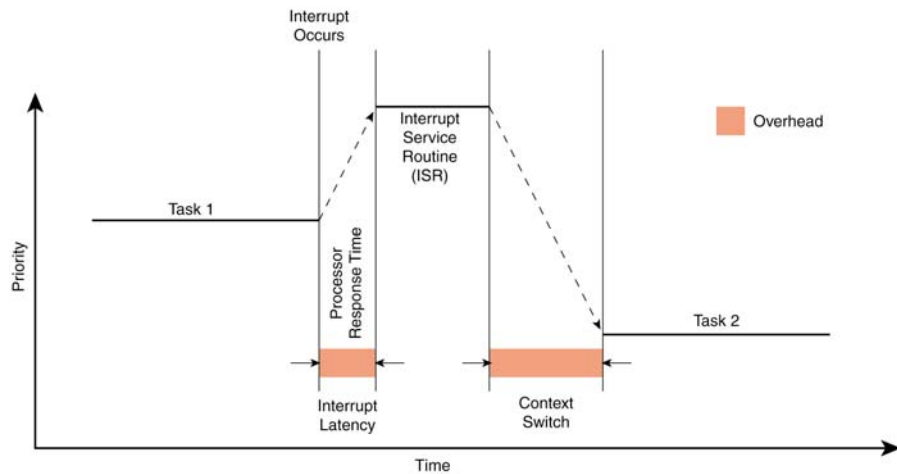 Interrupt
Occurs
Interrupt
Service
Routine
(ISR)
Overhead
Task 1
Priority
Processor
Response Time
Task 2
Interrupt
Latency
Context
Switch
Time